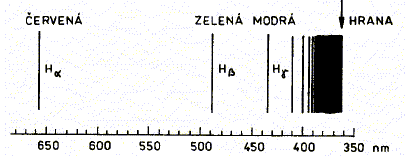 ČERVENÁ ZELENÁ MODRÁ HRANA
Hα Hβ Hγ
650 600 550 500 450 400 350 nm